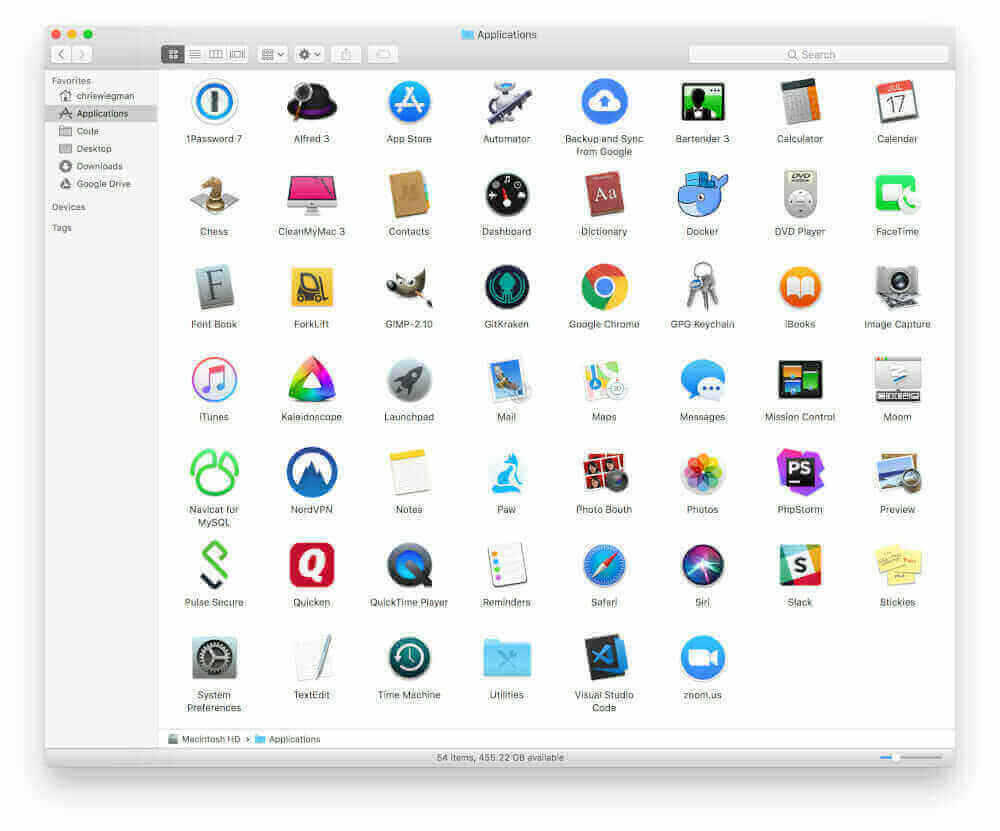 Applications
Search
Favorites
chriswiegman
Applications
Code
Desktop
Downloads
Google Drive
Devices
Tags
1Password 7
Alfred 3
App Store
Automator
Backup and Sync
from Google
Bartender 3
Calculator
JUL
17
Calendar
Chess
CleanMyMac 3
Contacts
Dashboard
Aa
Dictionary
Docker
DVD
DVD Player
FaceTime
F
Font Book
ForkLift
GIMP-2.10
GitKraken
Google Chrome
GPG Keychain
iBooks
Image Capture
iTunes
Kaleidoscope
Launchpad
Mail
3D
Maps
Messages
Mission Control
Moom
Navicat for
MySQL
NordVPN
Notes
Paw
Photo Booth
Photos
PS
PhpStorm
Preview
Pulse Secure
Q
Quicken
QuickTime Player
Reminders
Safari
Siri
S
Slack
Stickies
System
Preferences
TextEdit
Time Machine
Utilities
Visual Studio
Code
zoom.us
Macintosh HD › Applications
54 items, 455.22 GB available